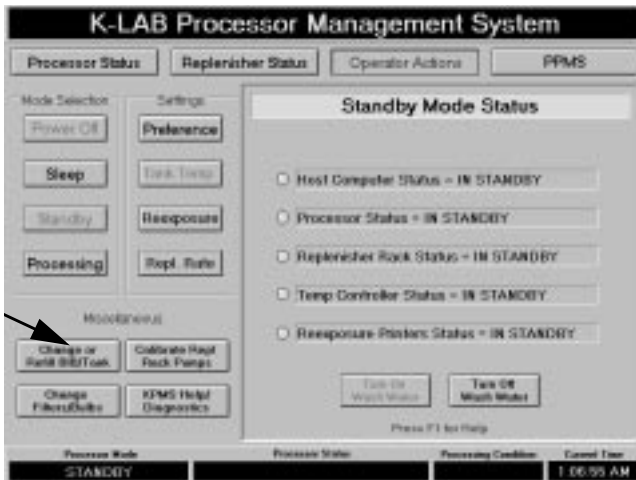 K-LAB Processor Management System
Processor Status
Replenisher Status
Operator Actions
PPMS
Mode Selection
Settings
Power Off
Preference
Sleep
Tank Temp
Standby
Reexposure
Processing
Repl. Rate
Miscellaneous
Change or
Refill BIB/Tank
Calibrate Repl
Rack Pumps
Change
Filters/Bulbs
KPMS Help/
Diagnostics
Standby Mode Status
Host Computer Status = IN STANDBY
Processor Status = IN STANDBY
Replenisher Rack Status = IN STANDBY
Temp Controller Status = IN STANDBY
Reexposure Printers Status = IN STANDBY
Turn On
Wash Water
Turn Off
Wash Water
Press F1 for Help
Processor Mode
Processor Status
Processing Condition
Current Time
STANDBY
1:06:55 AM